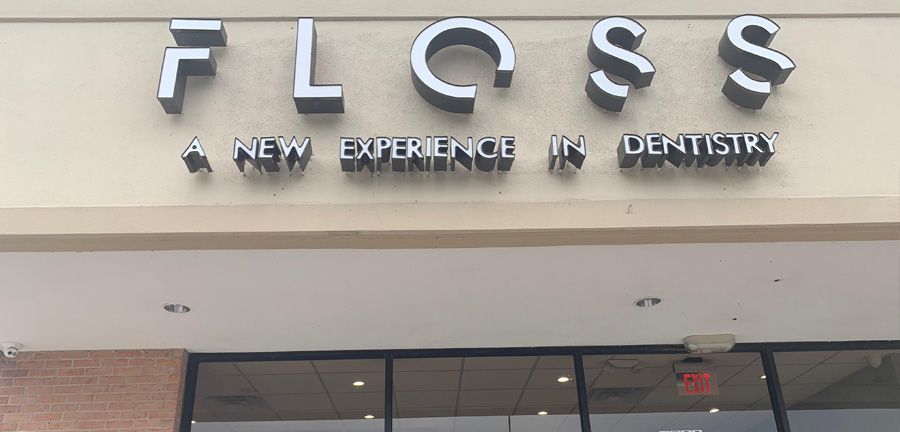 FLOSS
A NEW EXPERIENCE IN DENTISTRY
EXIT